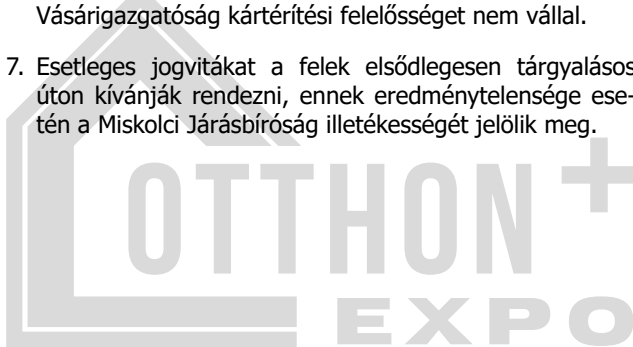 Vásárigazgatóság kártérítési felelősséget nem vállal.
7. Esetleges jogvitákat a felek elsődlegesen tárgyalásos
úton kívánják rendezni, ennek eredménytelensége ese-
tén a Miskolci Járásbíróság illetékességét jelölik meg.
OTTHON+
EXPO